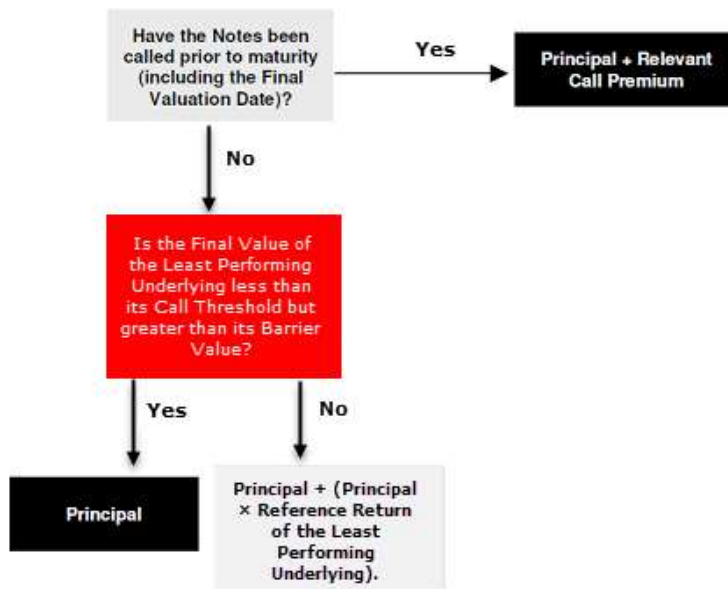 Have the Notes been
called prior to maturity
(including the Final
Valuation Date)?
Yes
Principal + Relevant
Call Premium
No
Is the Final Value of
the Least Performing
Underlying less than
its Call Threshold but
greater than its Barrier
Value?
Yes
No
Principal
Principal + (Principal
× Reference Return
of the Least
Performing
Underlying).